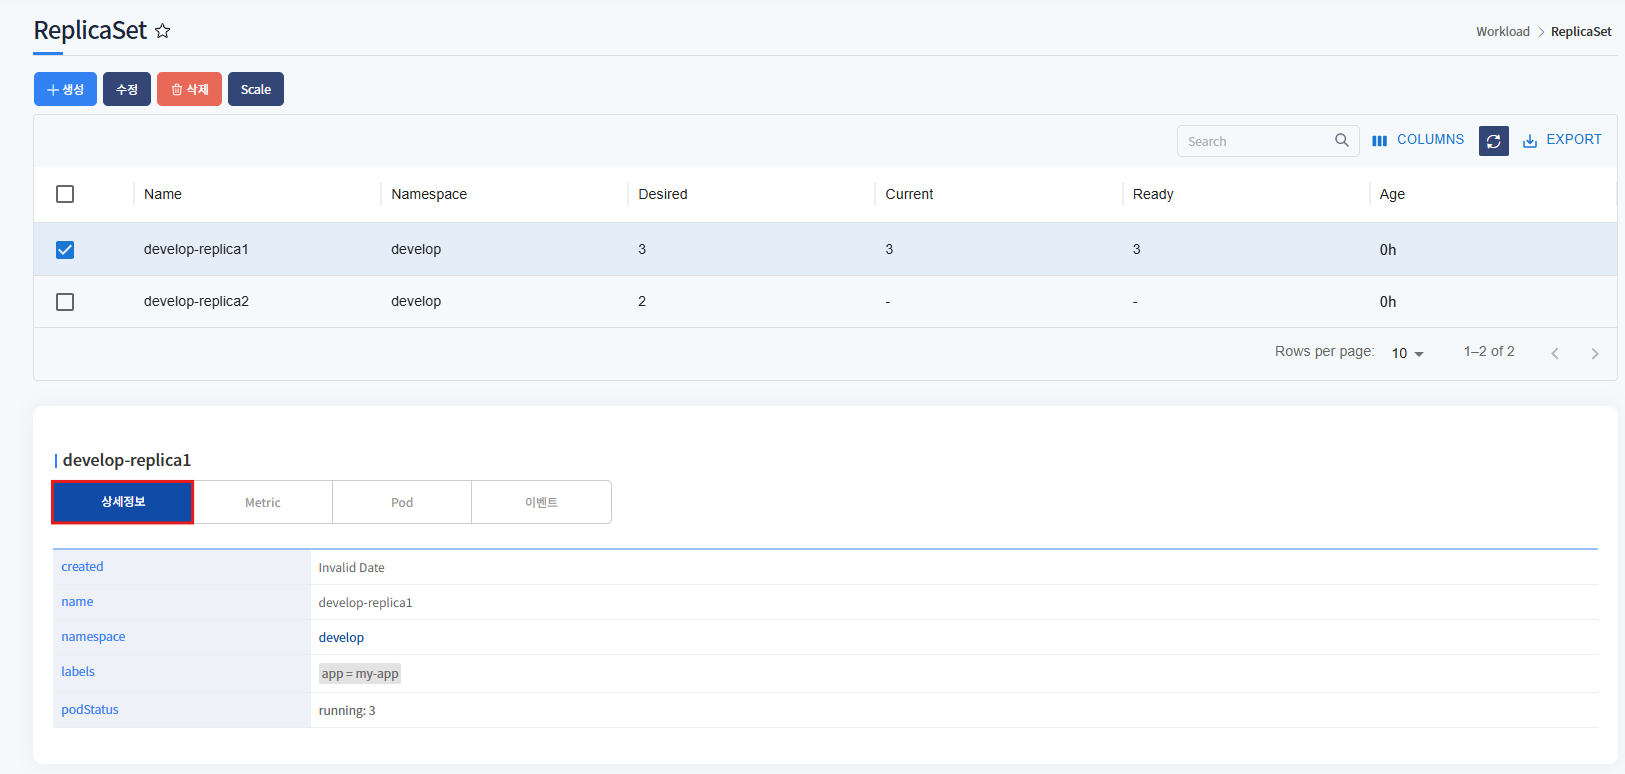 ReplicaSet
Workload > ReplicaSet
생성 수정 삭제 Scale
Search COLUMNS EXPORT
Name Namespace Desired Current Ready Age
develop-replica1 develop 3 3 3 0h
develop-replica2 develop 2 - - 0h
Rows per page: 10 1–2 of 2
develop-replica1
상세정보 Metric Pod 이벤트
created Invalid Date
name develop-replica1
namespace develop
labels app = my-app
podStatus running: 3